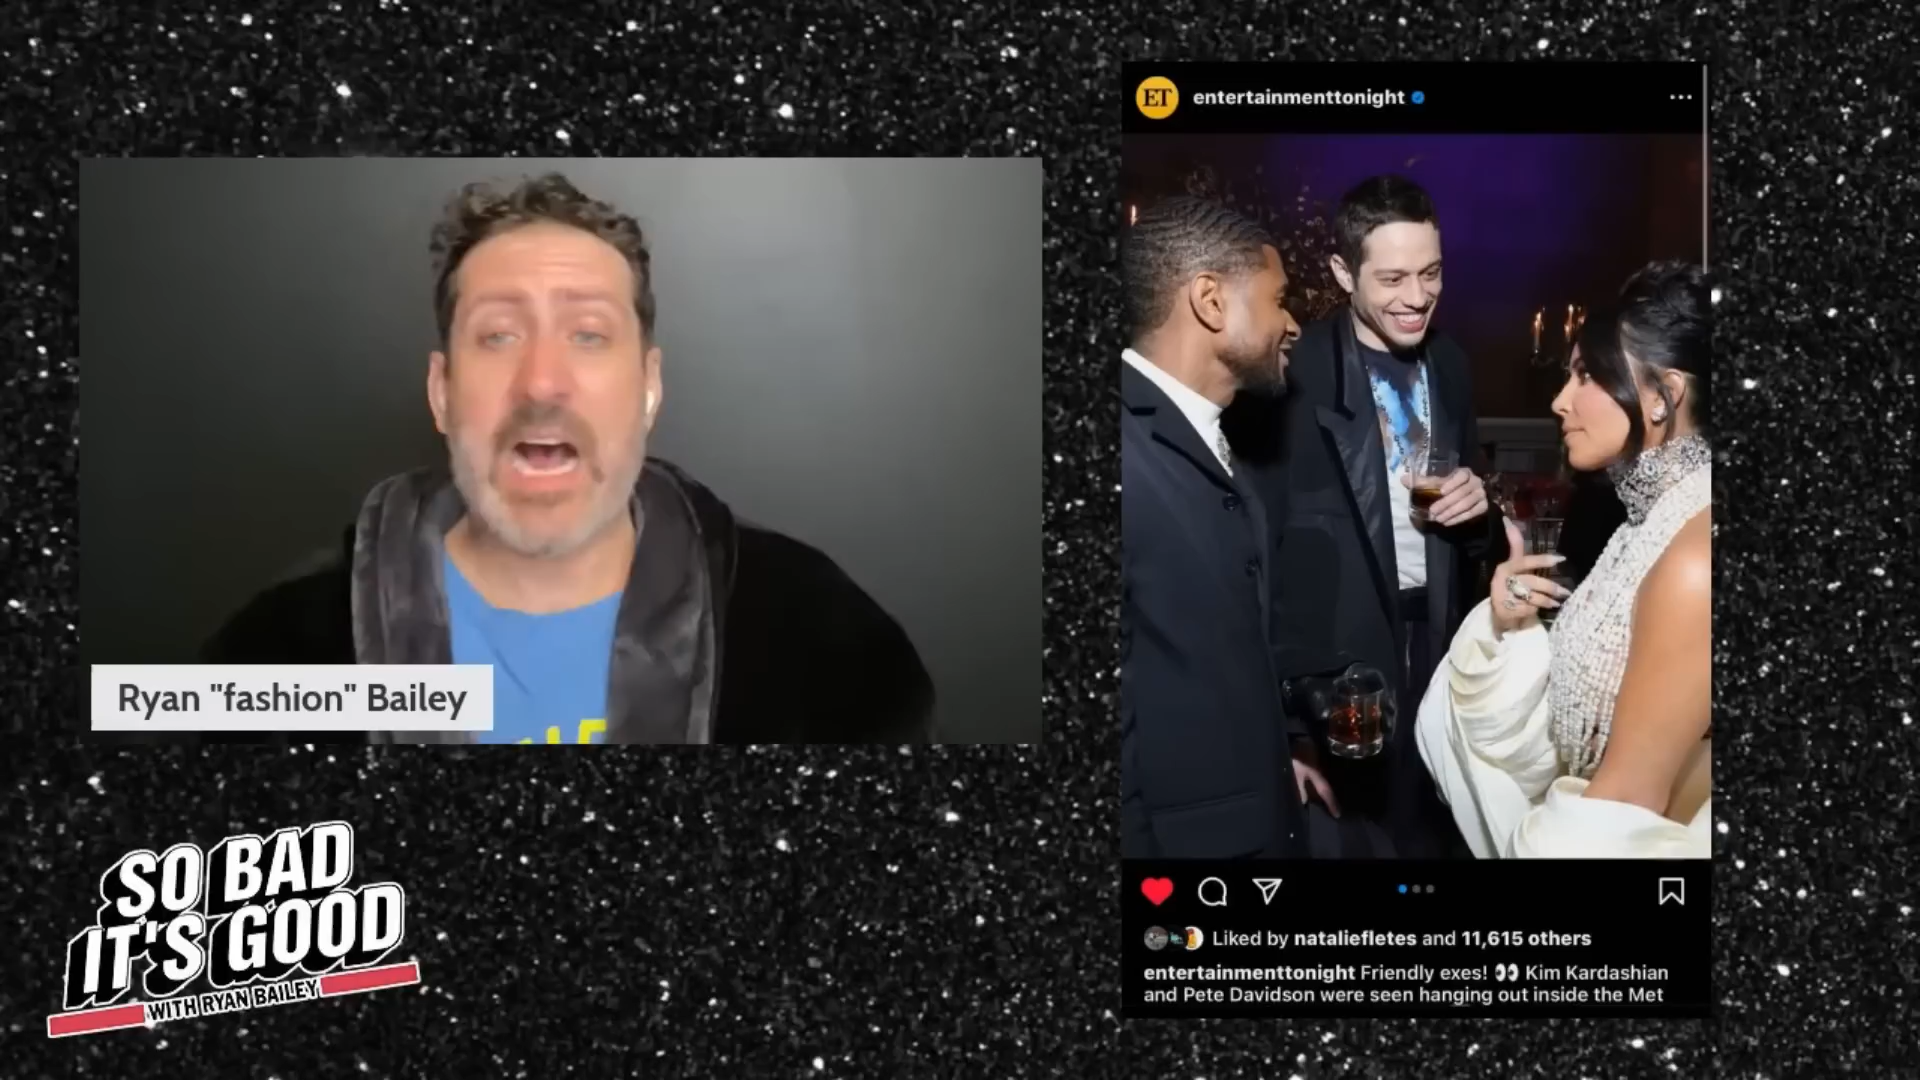 ET entertainmenttonight
Ryan "fashion" Bailey
SO BAD
IT'S GOOD
WITH RYAN BAILEY
Liked by nataliefletes and 11,615 others
entertainmenttonight Friendly exes! 👀 Kim Kardashian
and Pete Davidson were seen hanging out inside the Met